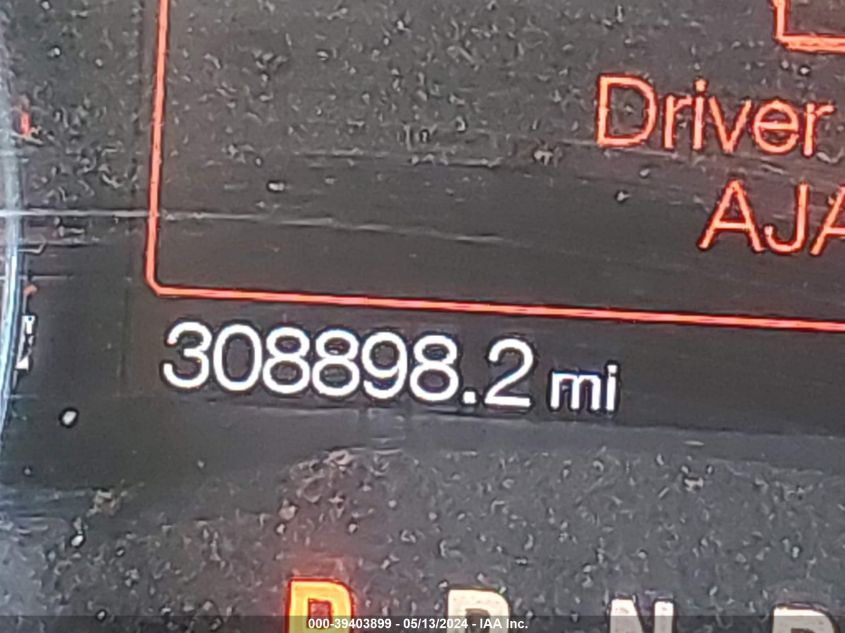 Driver
AJA
308898.2 mi
P R N D
000-39403899 - 05/13/2024 - IAA Inc.